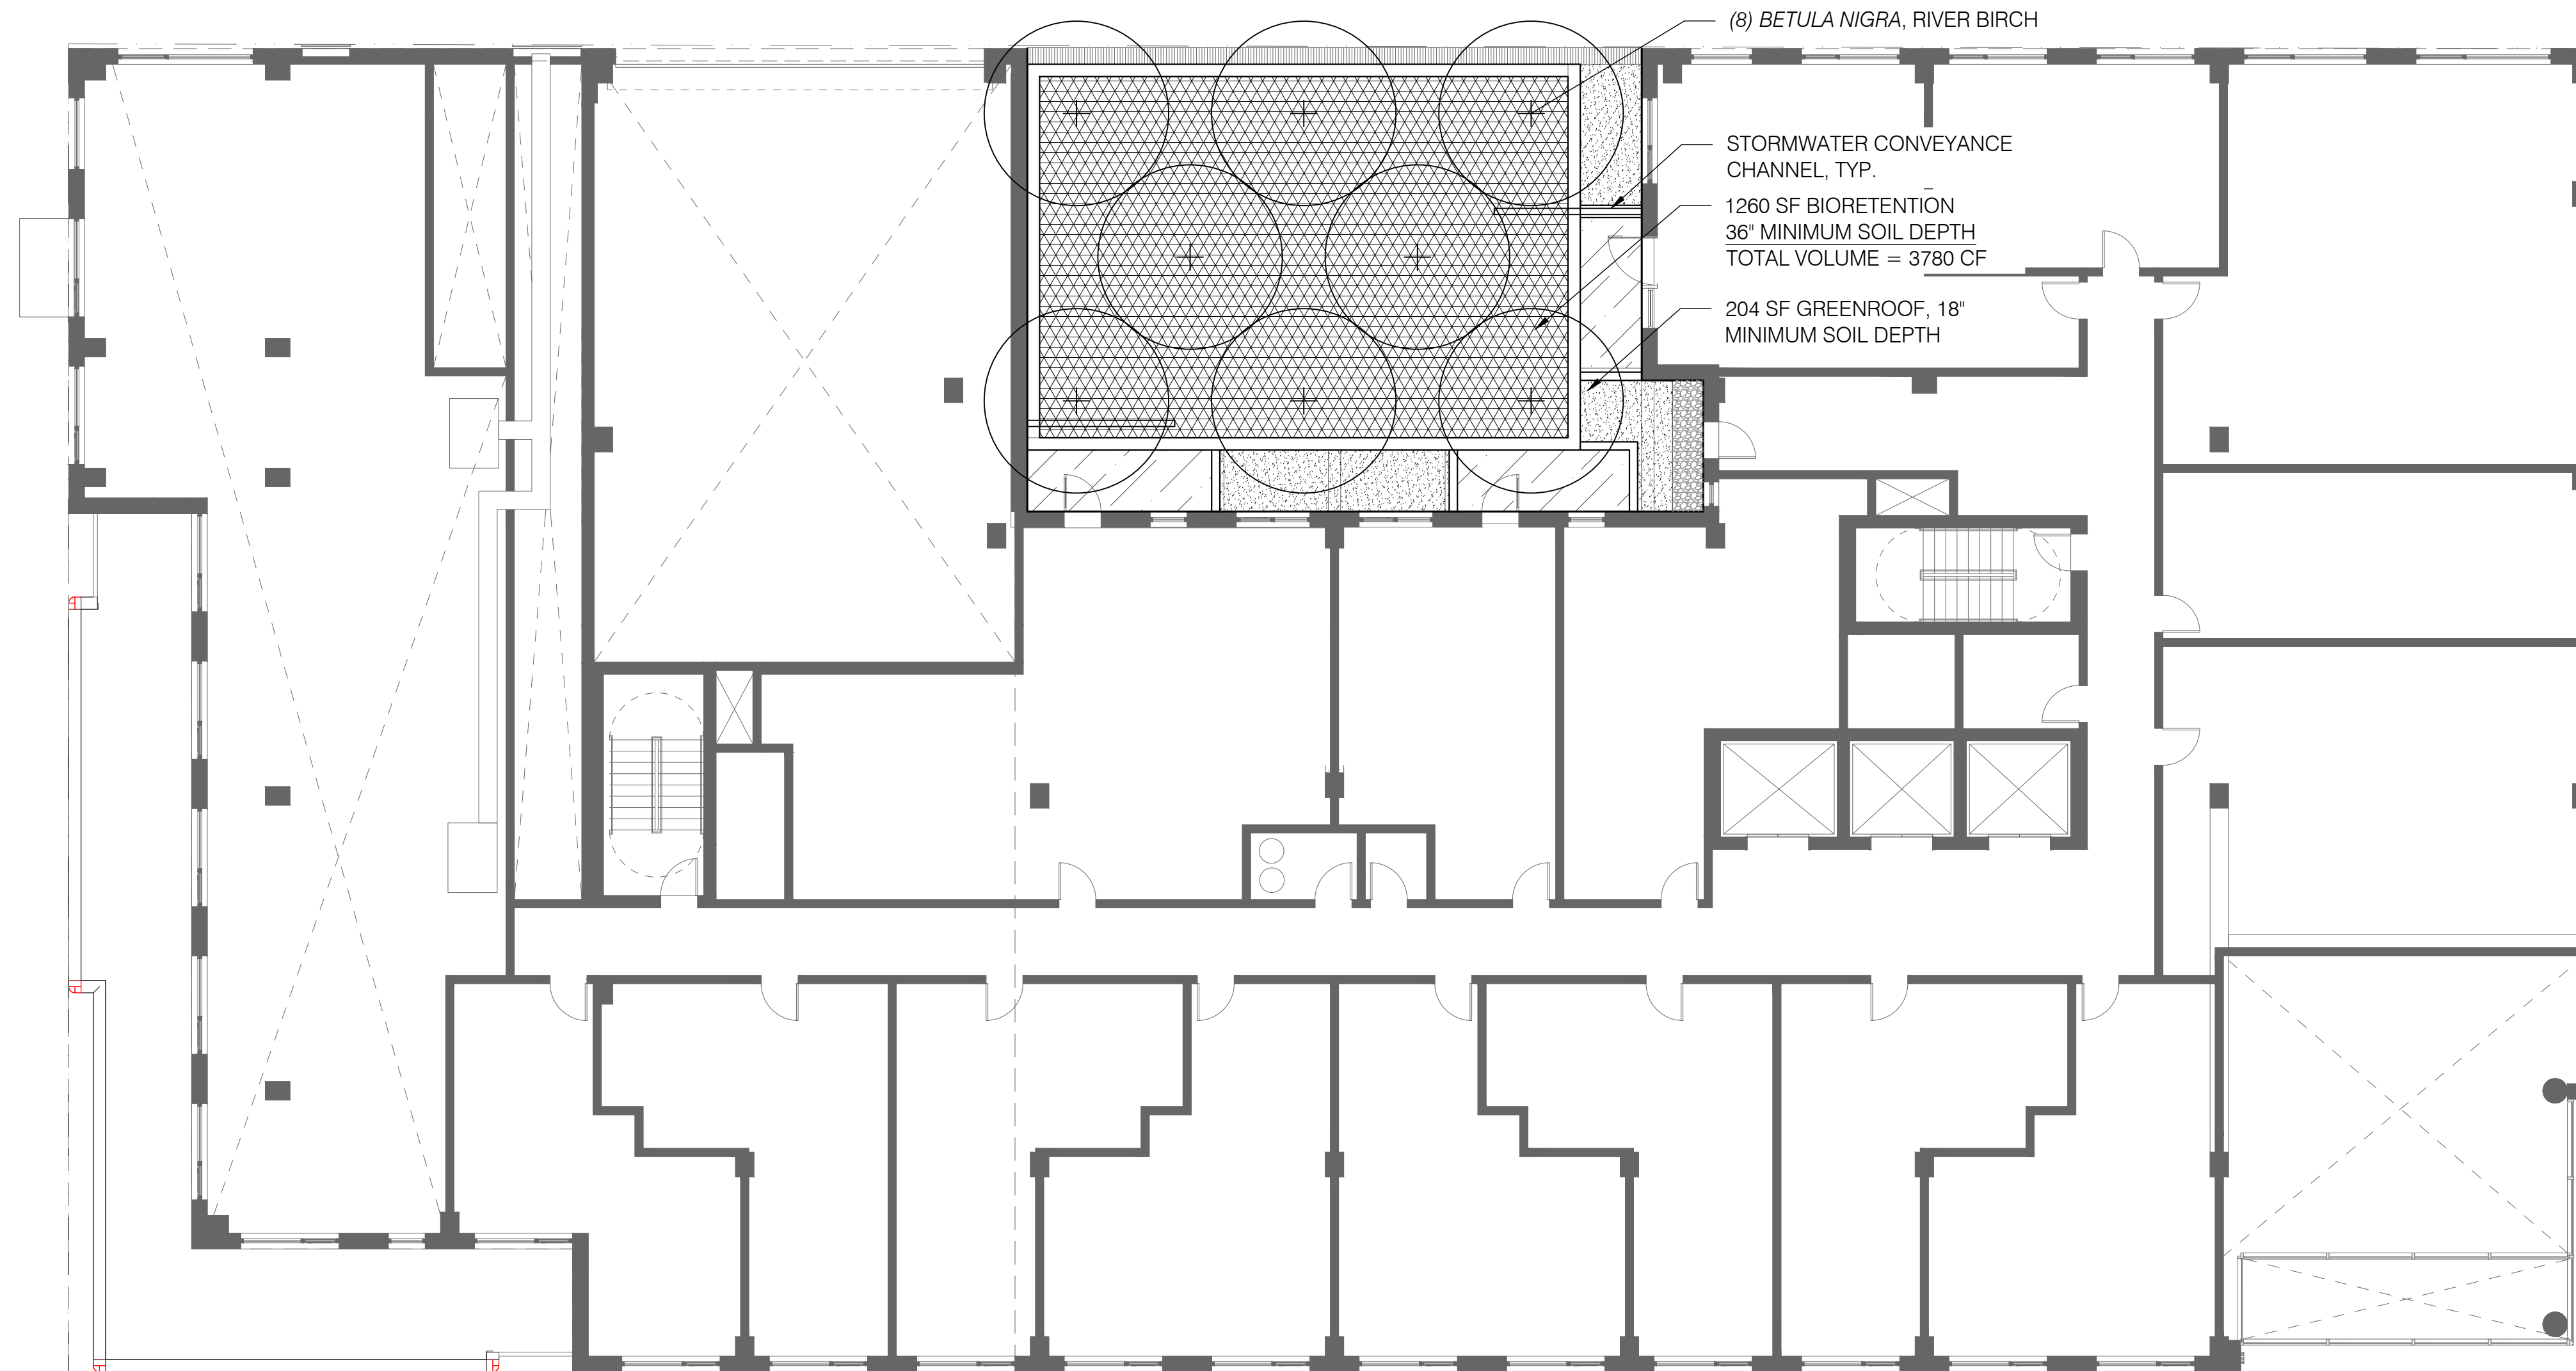 (8) BETULA NIGRA, RIVER BIRCH
STORMWATER CONVEYANCE
CHANNEL, TYP.
1260 SF BIORETENTION
36" MINIMUM SOIL DEPTH
TOTAL VOLUME = 3780 CF
204 SF GREENROOF, 18"
MINIMUM SOIL DEPTH